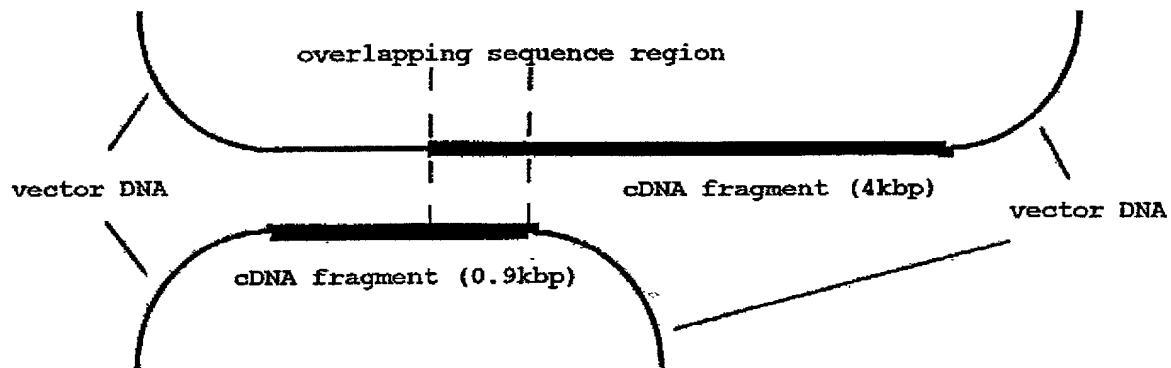 overlapping sequence region
vector DNA
cDNA fragment (4kbp)
vector DNA
cDNA fragment (0.9kbp)